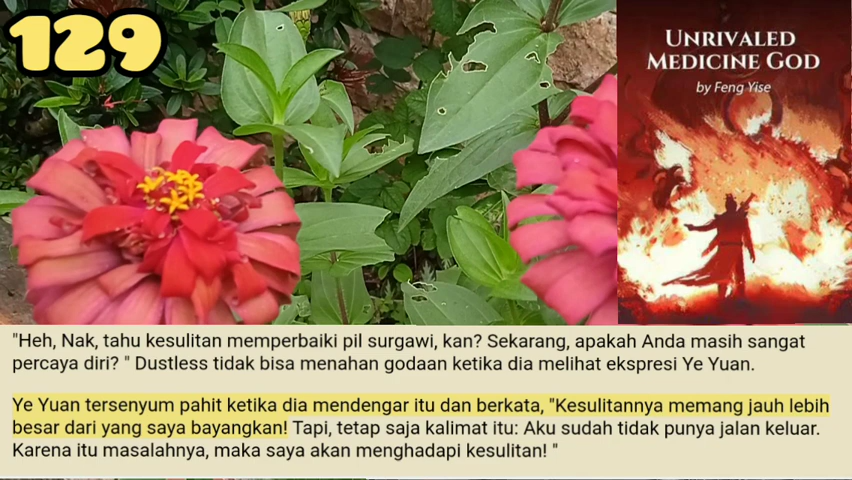 129
UNRIVALED
MEDICINE GOD
by Feng Yise
"Heh, Nak, tahu kesulitan memperbaiki pil surgawi, kan? Sekarang, apakah Anda masih sangat
percaya diri? " Dustless tidak bisa menahan godaan ketika dia melihat ekspresi Ye Yuan.
Ye Yuan tersenyum pahit ketika dia mendengar itu dan berkata, "Kesulitannya memang jauh lebih
besar dari yang saya bayangkan! Tapi, tetap saja kalimat itu: Aku sudah tidak punya jalan keluar.
Karena itu masalahnya, maka saya akan menghadapi kesulitan! "